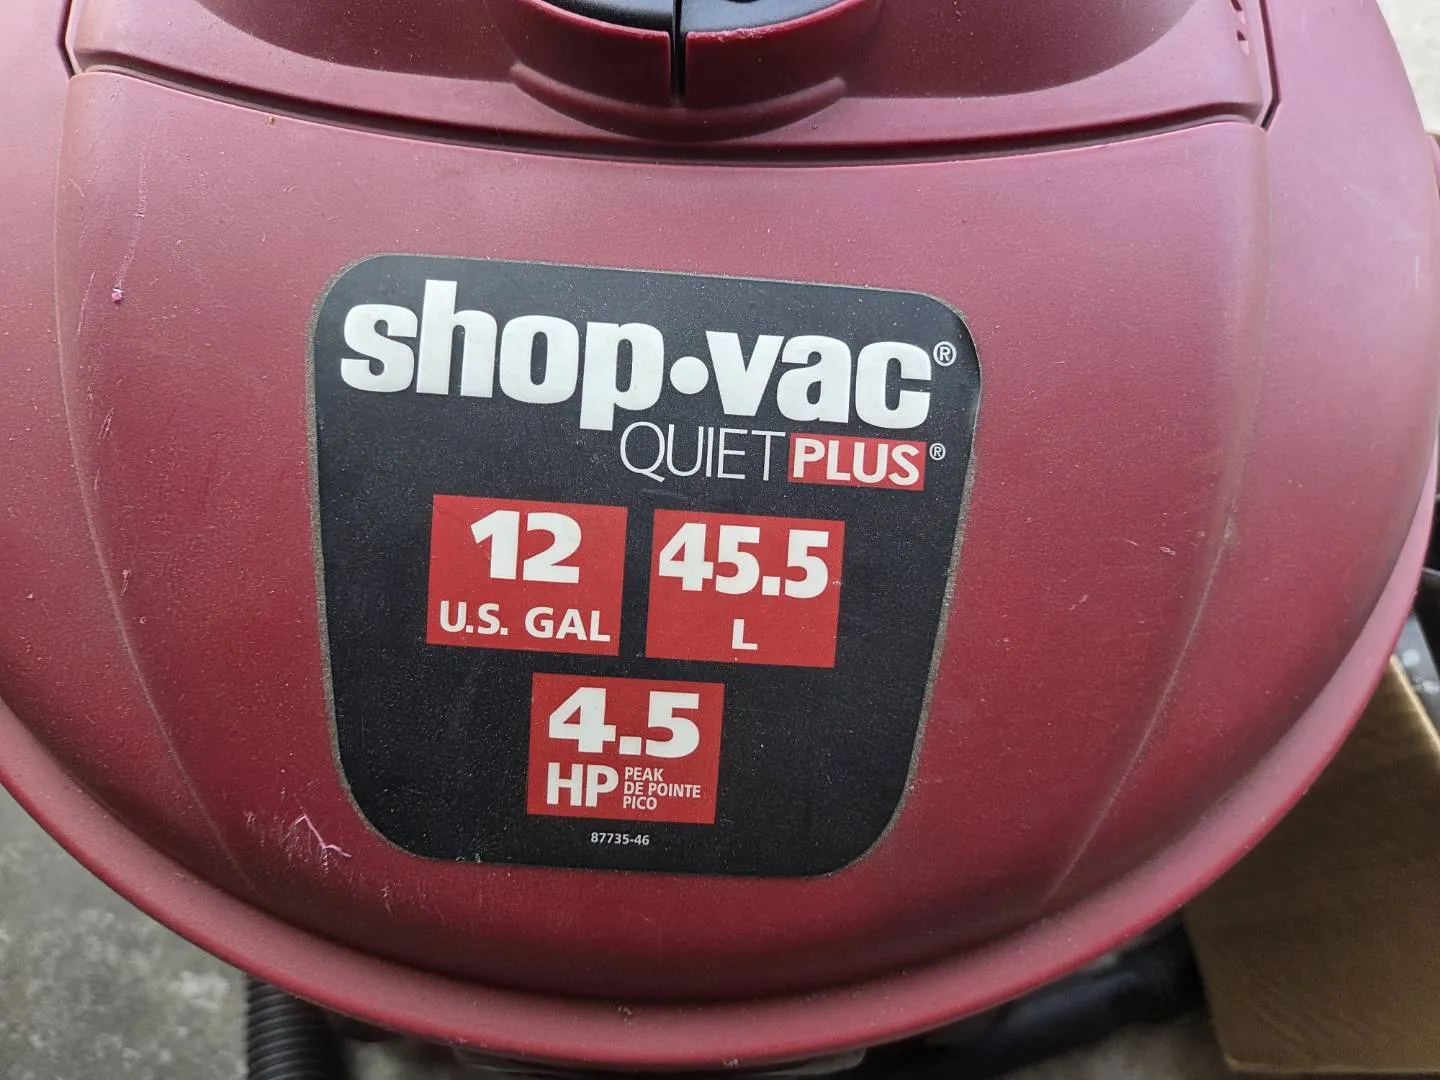 shop•vac®
QUIET PLUS®
12
U.S. GAL
45.5
L
4.5
HP PEAK
DE POINTE
PICO
87735-46